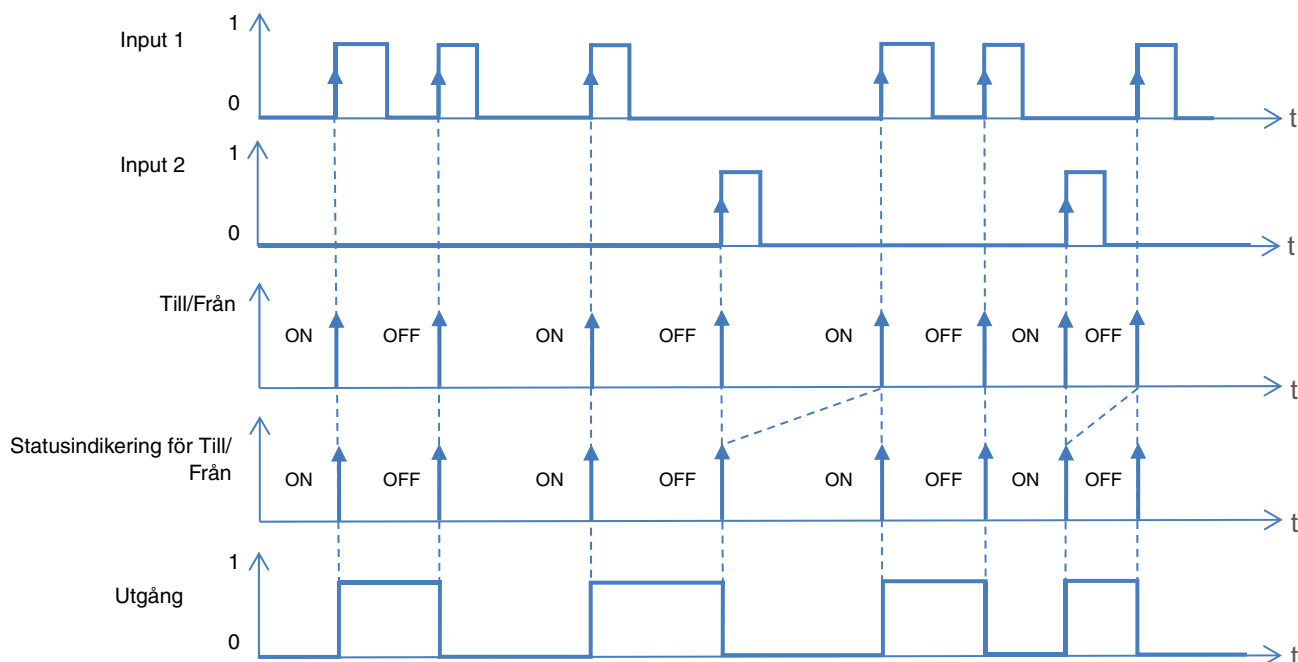 Input 1
1
0
t
Input 2
1
0
t
Till/Från
ON OFF ON OFF ON OFF ON OFF
t
Statusindikering för Till/
Från
ON OFF ON OFF ON OFF ON OFF
t
Utgång
1
0
t